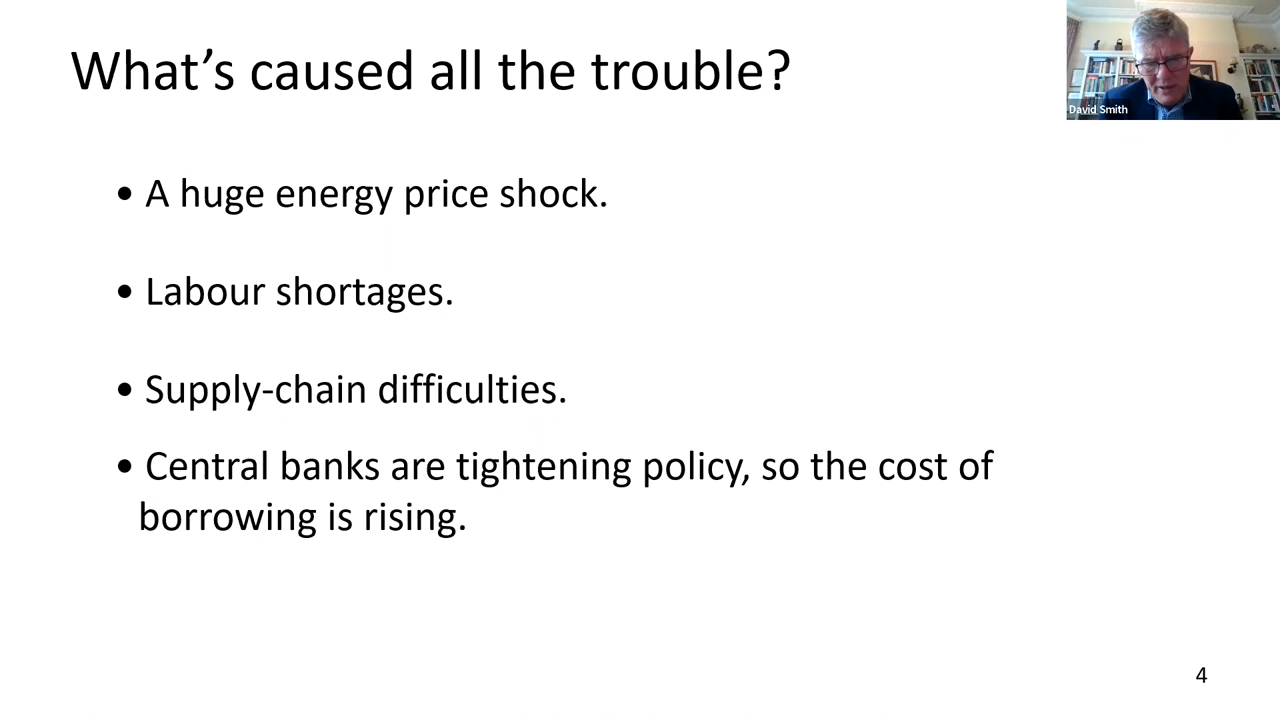 What’s caused all the trouble?
David Smith
• A huge energy price shock.
• Labour shortages.
• Supply-chain difficulties.
• Central banks are tightening policy, so the cost of
borrowing is rising.
4